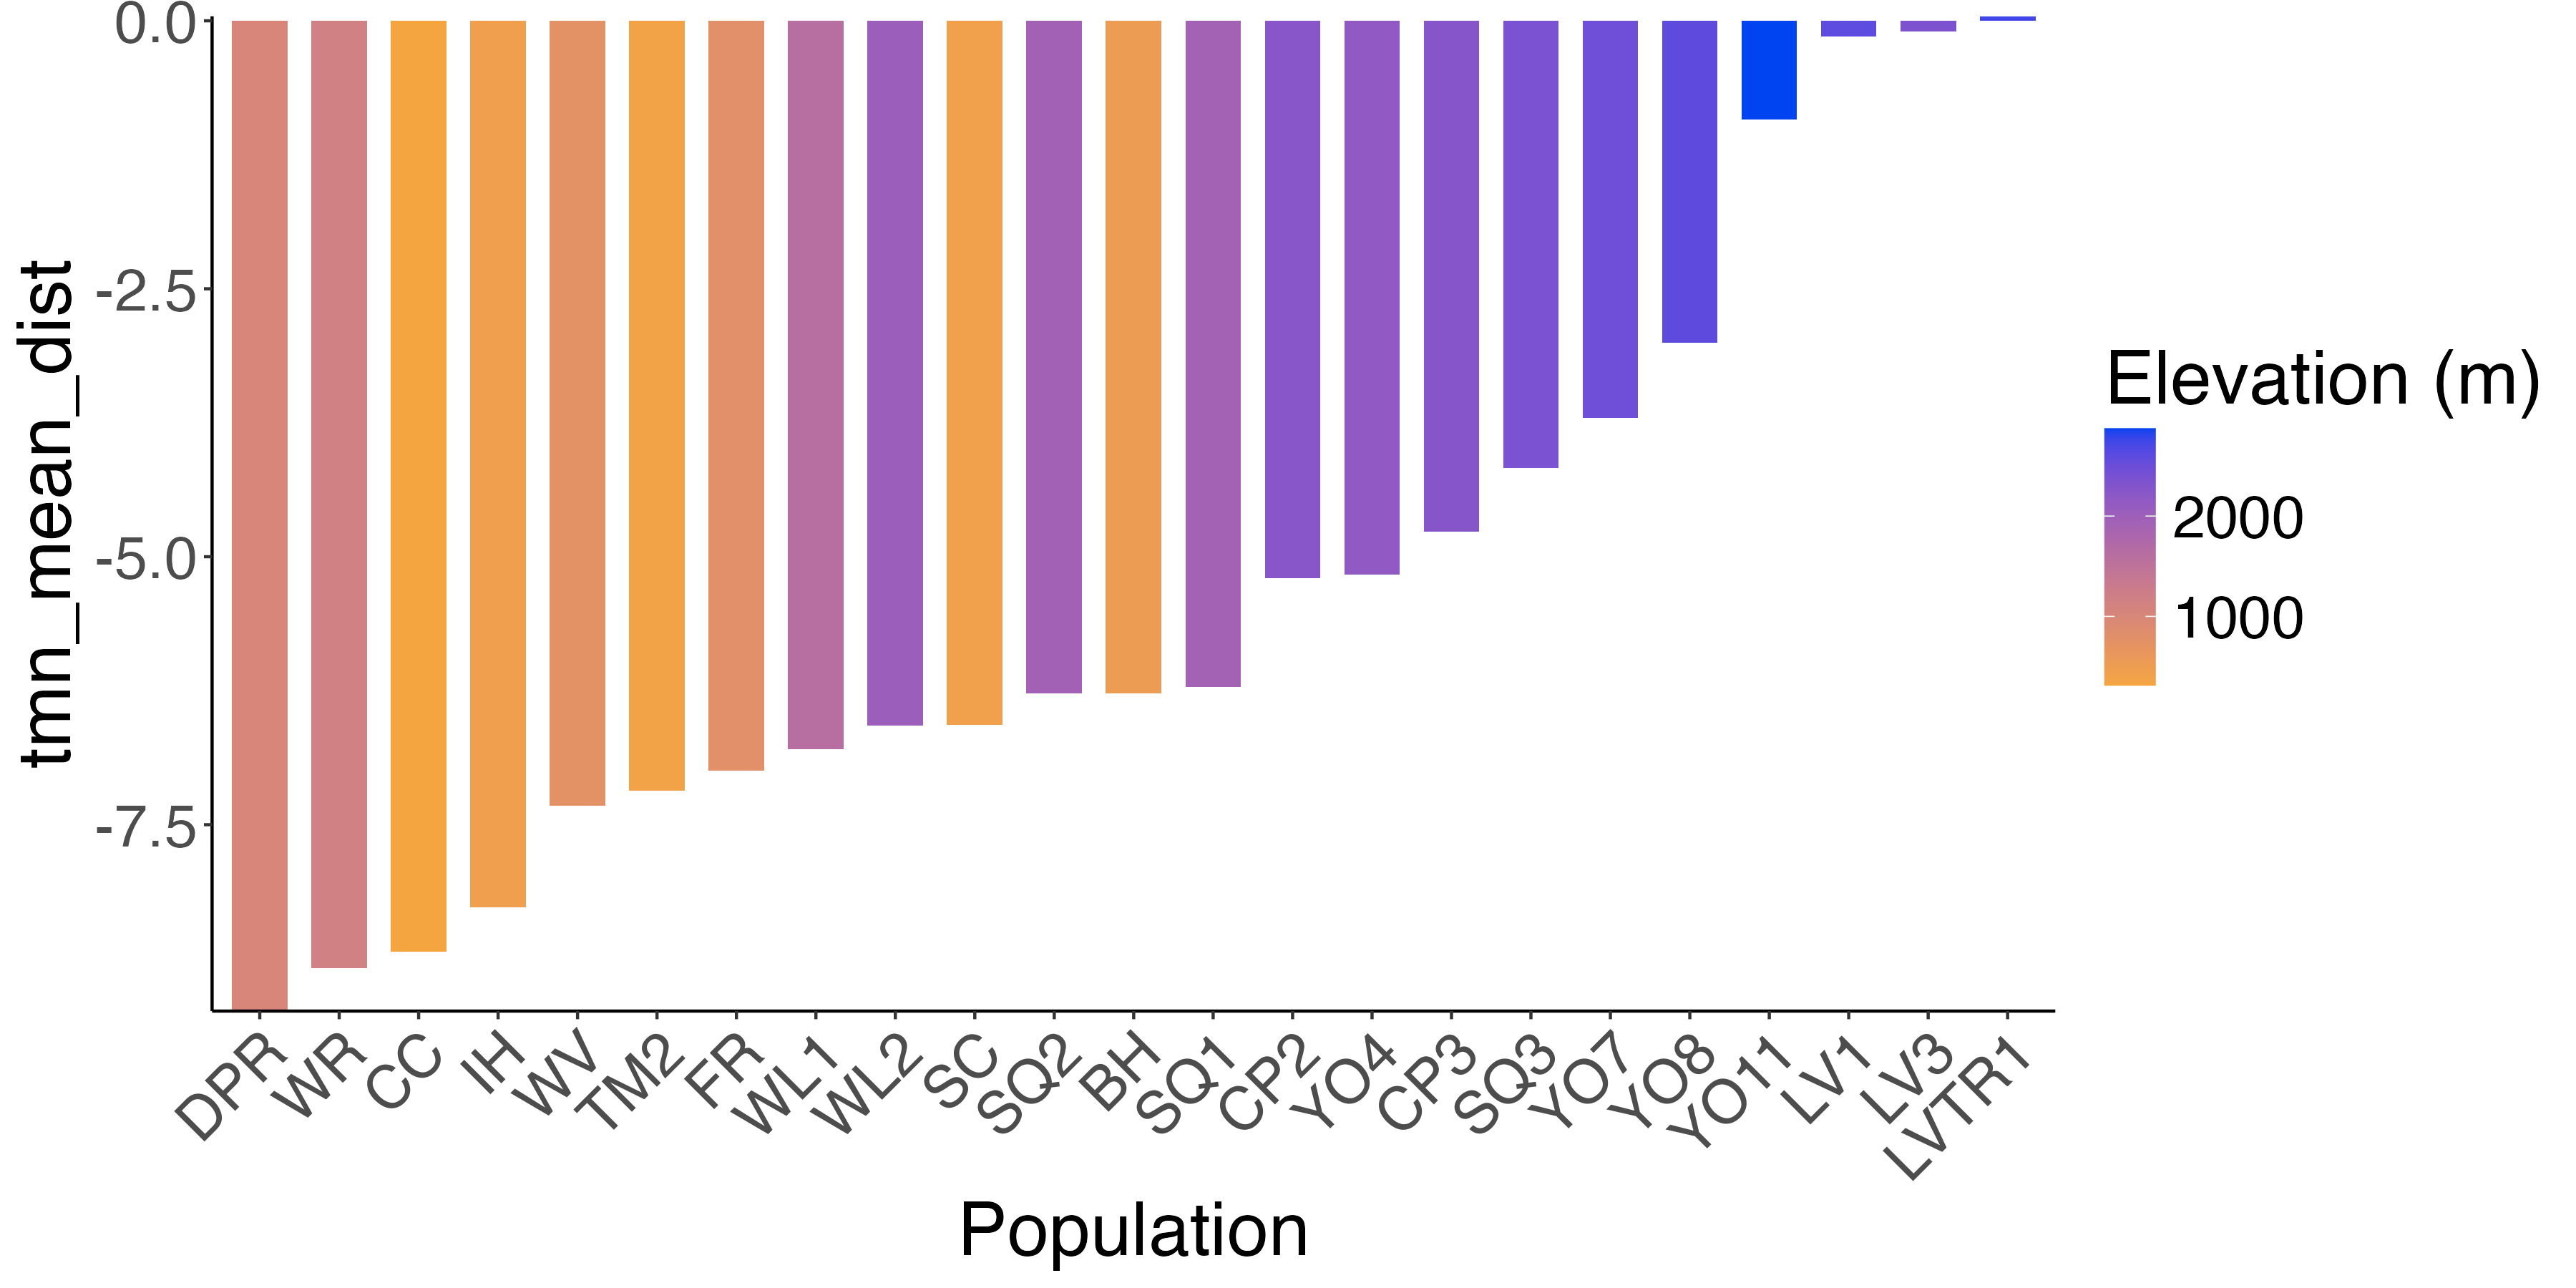 tmn_mean_dist
0.0
-2.5
-5.0
-7.5
DPR
WR
CC
IH
WV
TM2
FR
WL1
WL2
SC
SQ2
BH
SQ1
CP2
YO4
CP3
SQ3
YO7
YO8
YO11
LV1
LV3
LVTR1
Population
Elevation (m)
2000
1000